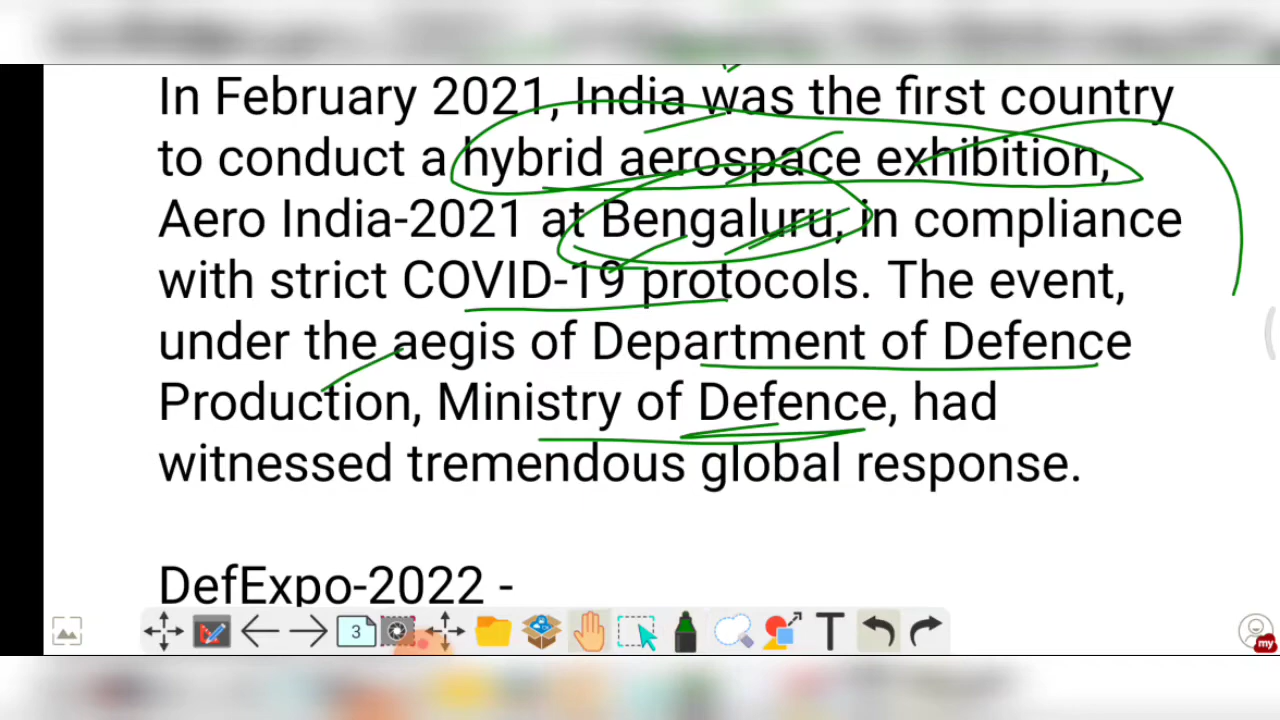 In February 2021, India was the first country
to conduct a hybrid aerospace exhibition,
Aero India-2021 at Bengaluru, in compliance
with strict COVID-19 protocols. The event,
under the aegis of Department of Defence
Production, Ministry of Defence, had
witnessed tremendous global response.
DefExpo-2022 -
3
T
my